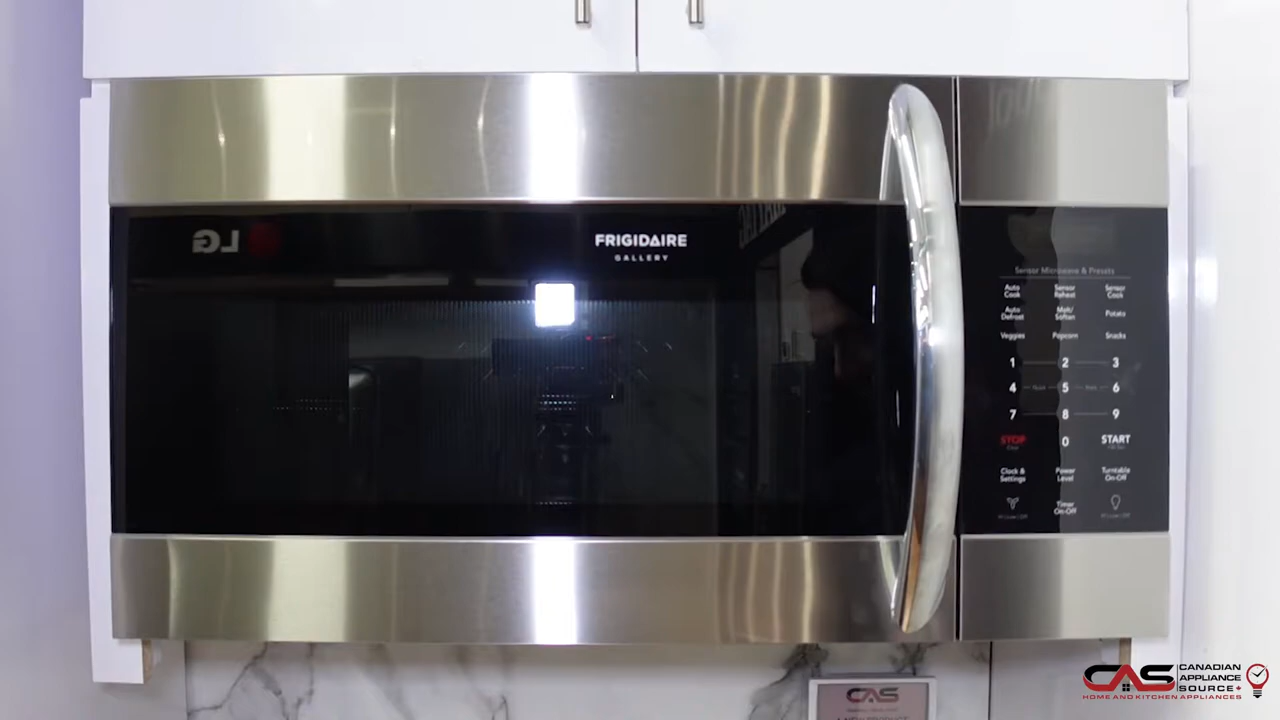 LG
FRIGIDAIRE
GALLERY
Sensor Microwave & Presets
Auto Cook
Sensor Reheat
Sensor Cook
Auto Defrost
Melt/Soften
Potato
Veggies
Popcorn
Snacks
1 2 3
4 5 6
7 8 9
STOP 0 START
Clock & Settings
Power Level
Turntable On-Off
Timer On-Off
CAS
CAS
CANADIAN
APPLIANCE
SOURCE+
HOME AND KITCHEN APPLIANCES